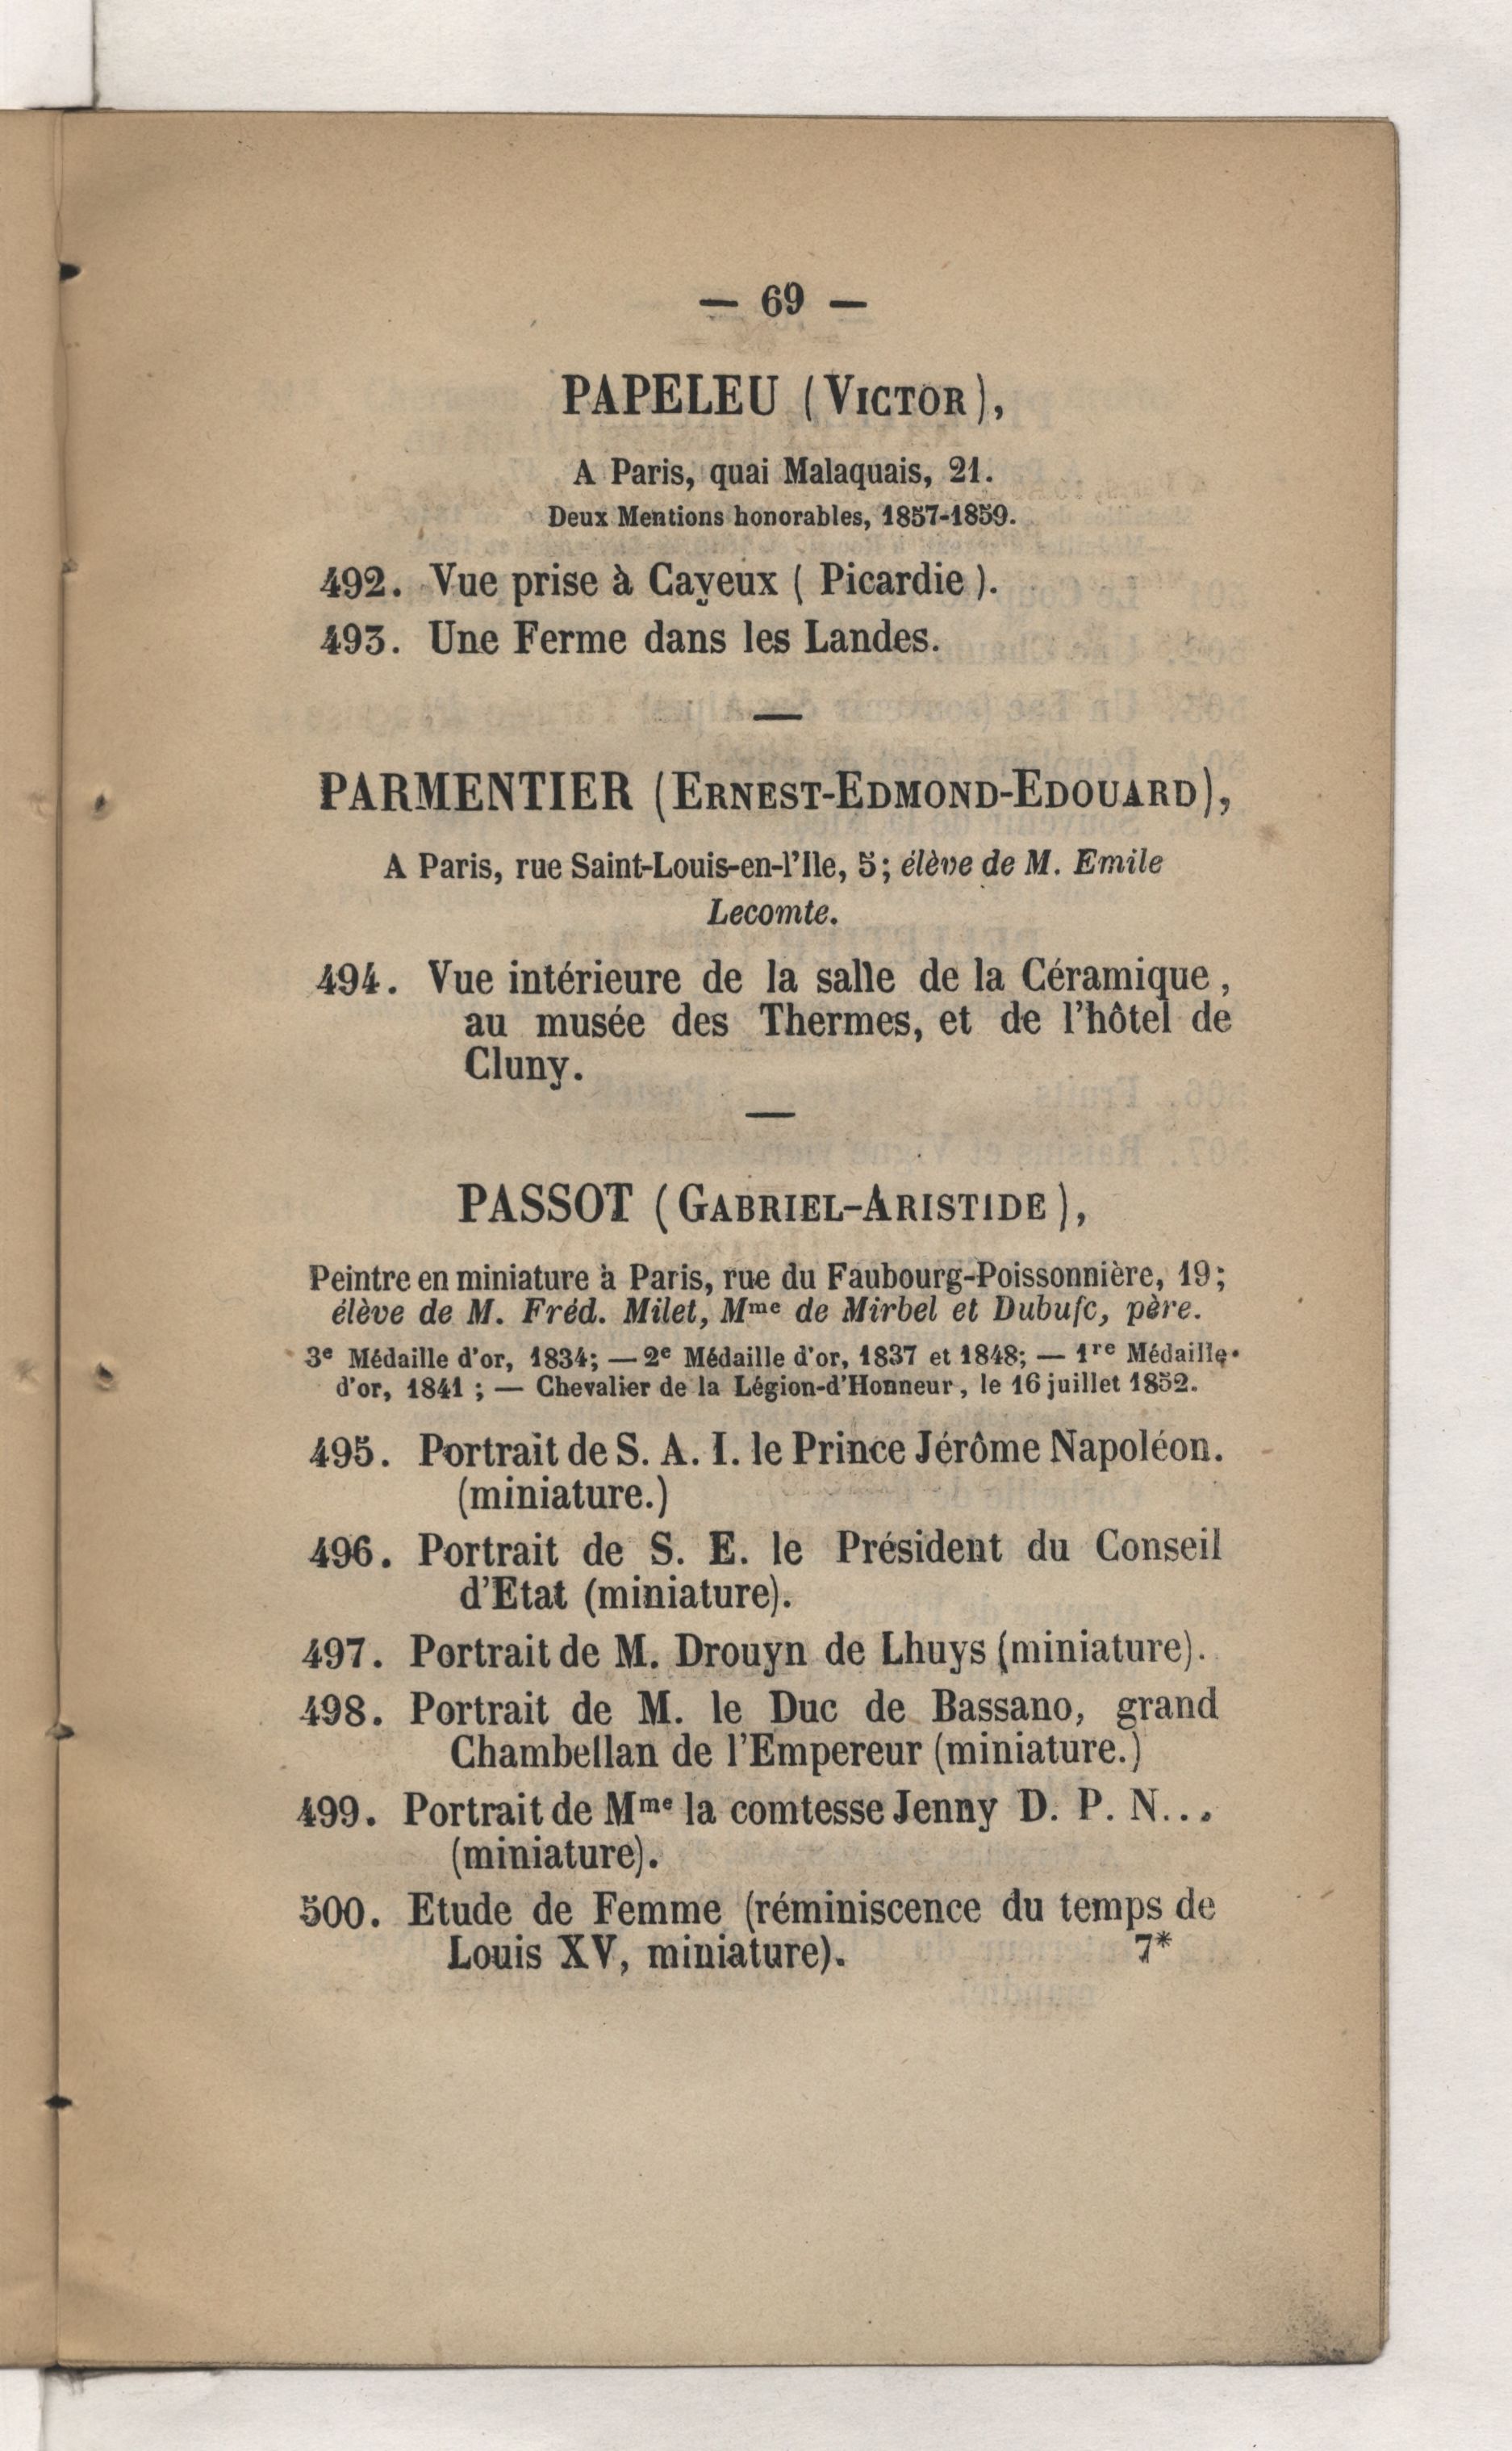 — 69 —
PAPELEU (VICTOR),
A Paris, quai Malaquais, 21.
Deux Mentions honorables, 1857-1859.
492. Vue prise à Cayeux ( Picardie ).
493. Une Ferme dans les Landes.
—
PARMENTIER (ERNEST-EDMOND-EDOUARD),
A Paris, rue Saint-Louis-en-l'Ile, 5; élève de M. Emile
Lecomte.
494. Vue intérieure de la salle de la Céramique,
au musée des Thermes, et de l'hôtel de
Cluny.
—
PASSOT (GABRIEL-ARISTIDE),
Peintre en miniature à Paris, rue du Faubourg-Poissonnière, 19;
élève de M. Fréd. Milet, Mme de Mirbel et Dubufc, père.
3e Médaille d'or, 1834; — 2e Médaille d'or, 1837 et 1848; — 1re Médaille
d'or, 1841 ; — Chevalier de la Légion-d'Honneur, le 16 juillet 1852.
495. Portrait de S. A. I. le Prince Jérôme Napoléon.
(miniature.)
496. Portrait de S. E. le Président du Conseil
d'Etat (miniature).
497. Portrait de M. Drouyn de Lhuys (miniature).
498. Portrait de M. le Duc de Bassano, grand
Chambellan de l'Empereur (miniature.)
499. Portrait de Mme la comtesse Jenny D. P. N...
(miniature).
500. Etude de Femme (réminiscence du temps de
Louis XV, miniature). 7*